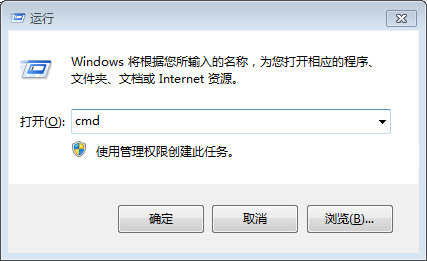 运行
Windows 将根据您所输入的名称，为您打开相应的程序、
文件夹、文档或 Internet 资源。
打开(O): cmd
使用管理权限创建此任务。
确定 取消 浏览(B)...